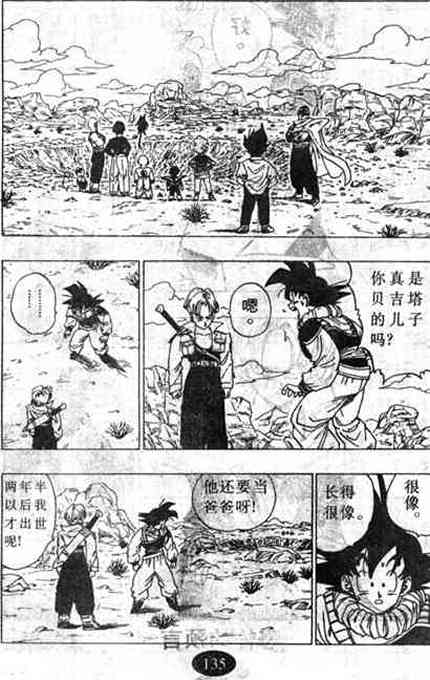 你真是
贝吉塔
的儿子
吗?
嗯。
………
………
很像。
长得
很像。
他还要当
爸爸呀!
两年半
以后我
才出世
呢!
135